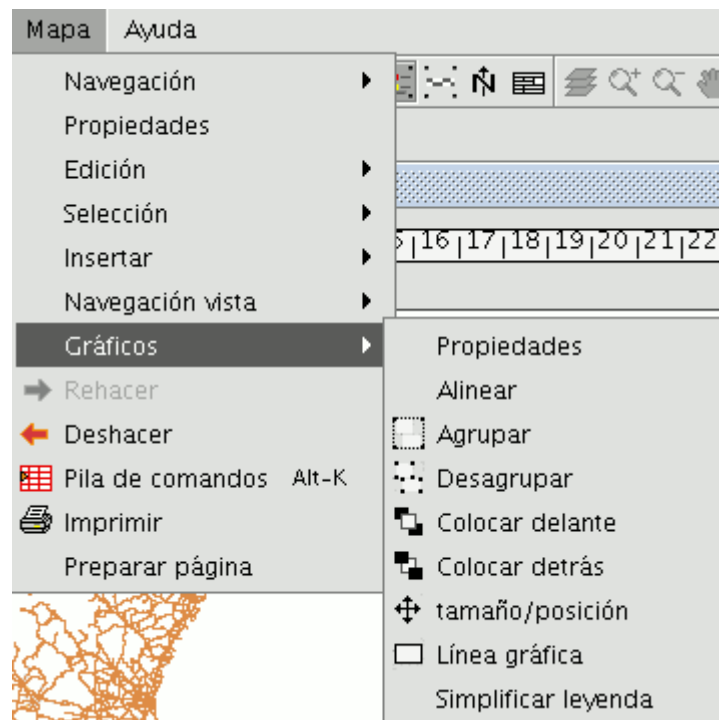 Mapa Ayuda
Navegación
Propiedades
Edición
Selección
Insertar
Navegación vista
Gráficos
Rehacer
Deshacer
Pila de comandos Alt-K
Imprimir
Preparar página
16 17 18 19 20 21 22
Propiedades
Alinear
Agrupar
Desagrupar
Colocar delante
Colocar detrás
tamaño/posición
Línea gráfica
Simplificar leyenda